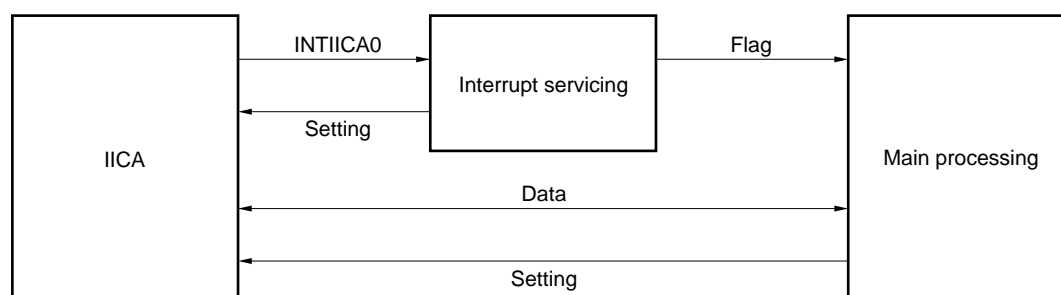 INTIICA0
Flag
Interrupt servicing
Setting
IICA
Main processing
Data
Setting